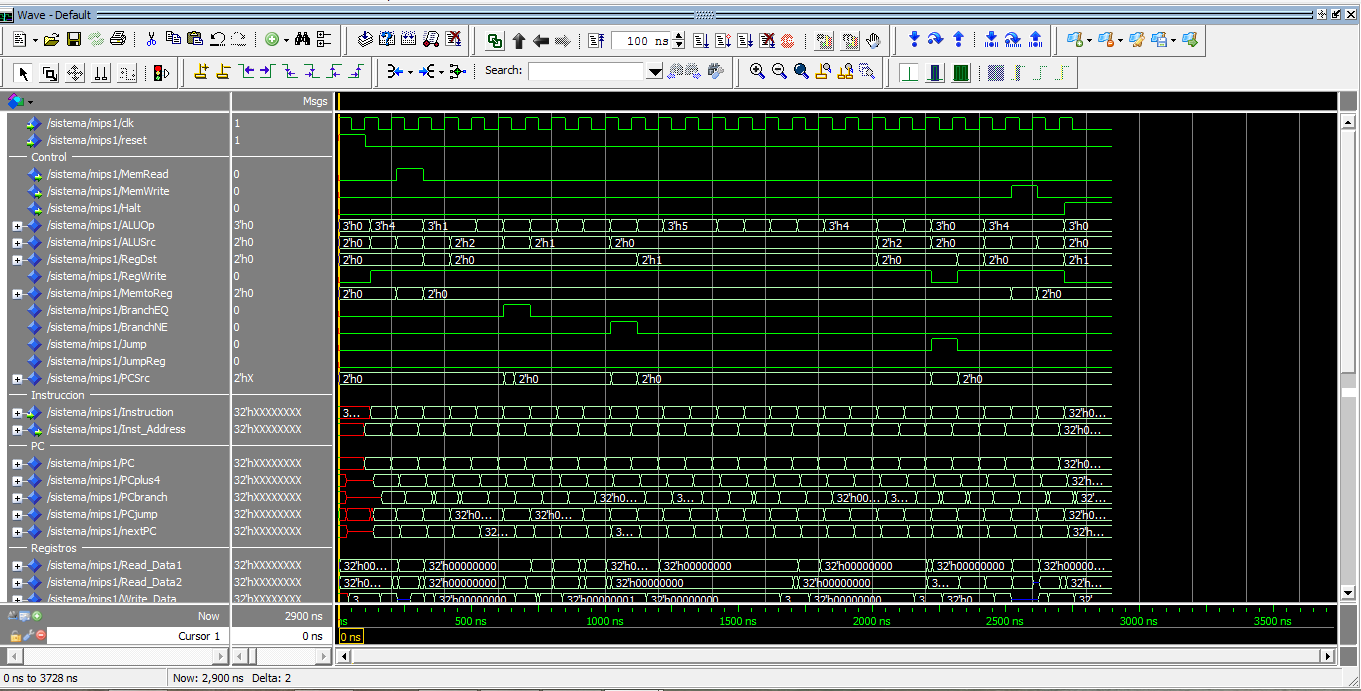 Wave - Default
100 ns
Search:
Msgs
/sistema/mips1/clk 1
/sistema/mips1/reset 1
Control
/sistema/mips1/MemRead 0
/sistema/mips1/MemWrite 0
/sistema/mips1/Halt 0
/sistema/mips1/ALUOp 3'h0 3'h0 3'h4 3'h1 3'h5 3'h4 3'h0 3'h4 3'h0
/sistema/mips1/ALUSrc 2'h0 2'h0 2'h2 2'h1 2'h0 2'h2 2'h0 2'h0
/sistema/mips1/RegDst 2'h0 2'h0 2'h0 2'h1 2'h0 2'h0 2'h1
/sistema/mips1/RegWrite 0
/sistema/mips1/MemtoReg 2'h0 2'h0 2'h0 2'h0
/sistema/mips1/BranchEQ 0
/sistema/mips1/BranchNE 0
/sistema/mips1/Jump 0
/sistema/mips1/JumpReg 0
/sistema/mips1/PCSrc 2'hX 2'h0 2'h0 2'h0 2'h0
Instruccion
/sistema/mips1/Instruction 32'hXXXXXXXX 3... 32'h0...
/sistema/mips1/Inst_Address 32'hXXXXXXXX 32'h0...
PC
/sistema/mips1/PC 32'hXXXXXXXX 32'h0...
/sistema/mips1/PCplus4 32'hXXXXXXXX 32'h...
/sistema/mips1/PCbranch 32'hXXXXXXXX 32'h0... 3... 32'h00... 3... 32'...
/sistema/mips1/PCjump 32'hXXXXXXXX 32'h0... 32'h0... 32'h0...
/sistema/mips1/nextPC 32'hXXXXXXXX 32... 3... 32'h...
Registros
/sistema/mips1/Read_Data1 32'hXXXXXXXX 32'h00... 32'h00000000 32'h0... 32'h00000000 32'h00000000 32'h00000000 32'h00000...
/sistema/mips1/Read_Data2 32'hXXXXXXXX 32'h0... 32'h00000000 32'h00000000 32'h00000000 3... 32'h...
/sistema/mips1/Write_Data 32'hXXXXXXXX 3 32'h00000000 32'h00000001 32'h00000000 3 32'h00000000 3 32'h0 32'
Now 2900 ns
ns 500 ns 1000 ns 1500 ns 2000 ns 2500 ns 3000 ns 3500 ns
Cursor 1 0 ns 0 ns
0 ns to 3728 ns Now: 2,900 ns Delta: 2